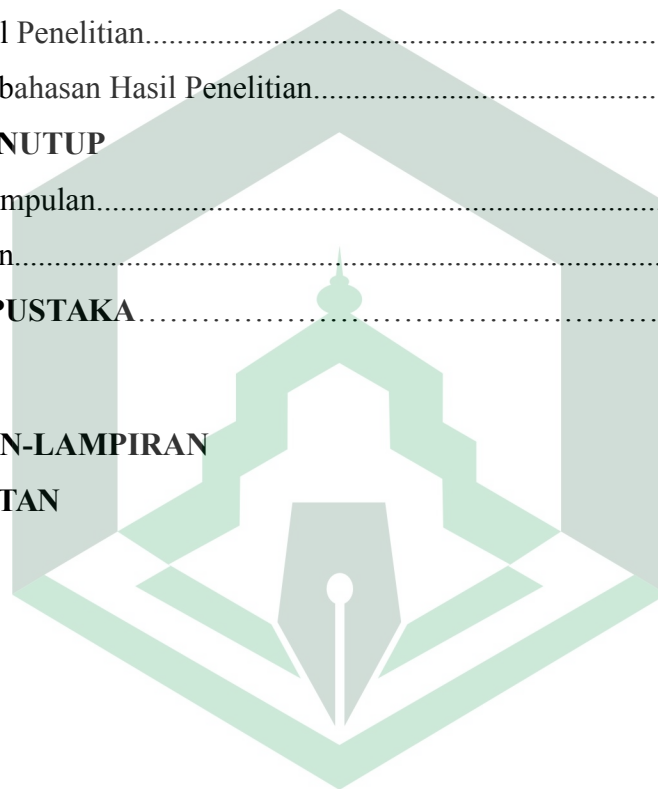 l Penelitian..............................................................................
bahasan Hasil Penelitian....................................................
NUTUP
mpulan......................................................................................
n..................................................................................................
PUSTAKA……………………………………………
N-LAMPIRAN
TAN